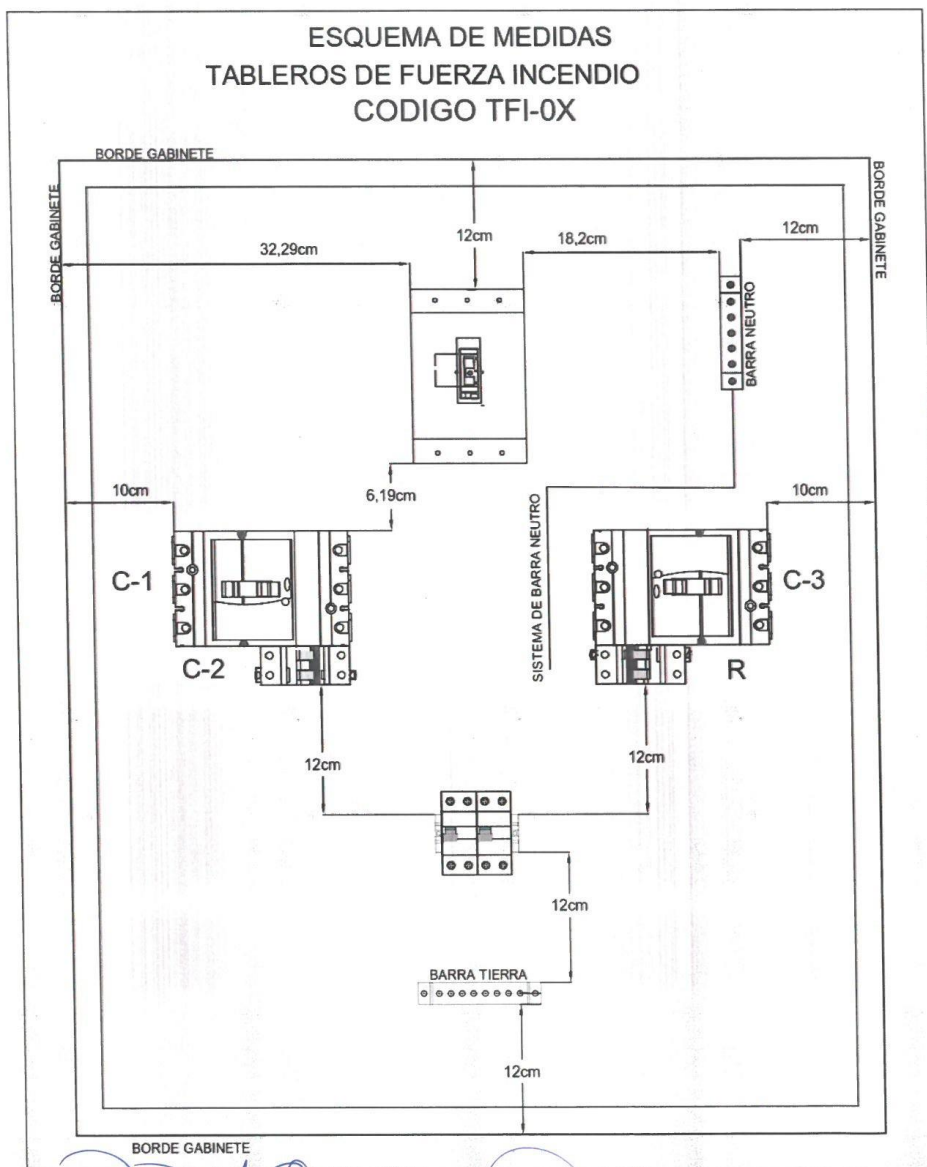 ESQUEMA DE MEDIDAS
TABLEROS DE FUERZA INCENDIO
CODIGO TFI-0X
BORDE GABINETE
BORDE GABINETE
BORDE GABINETE
12cm
32,29cm
18,2cm
12cm
BARRA NEUTRO
10cm
6,19cm
10cm
SISTEMA DE BARRA NEUTRO
C-1
C-3
C-2
R
12cm
12cm
12cm
BARRA TIERRA
12cm
BORDE GABINETE